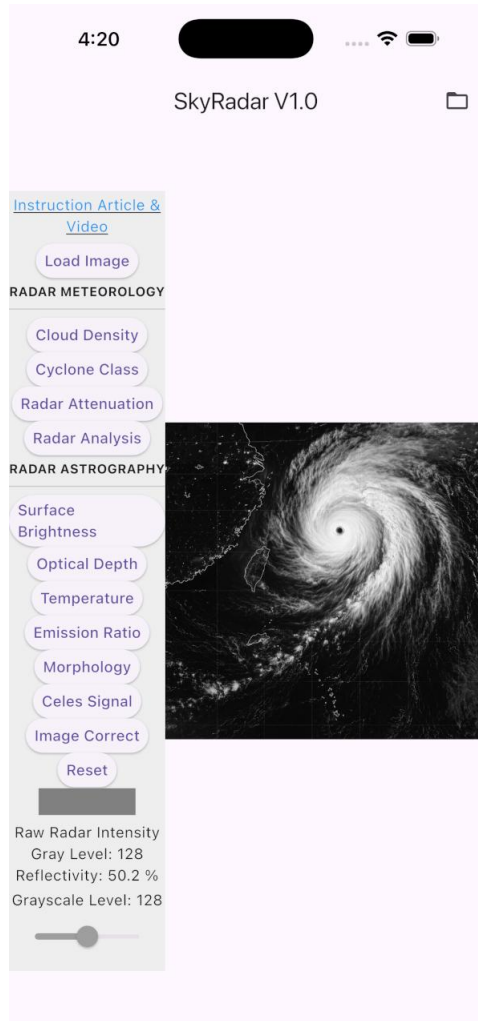 4:20
SkyRadar V1.0
Instruction Article &
Video
Load Image
RADAR METEOROLOGY
Cloud Density
Cyclone Class
Radar Attenuation
Radar Analysis
RADAR ASTROGRAPHY
Surface
Brightness
Optical Depth
Temperature
Emission Ratio
Morphology
Celes Signal
Image Correct
Reset
Raw Radar Intensity
Gray Level: 128
Reflectivity: 50.2 %
Grayscale Level: 128